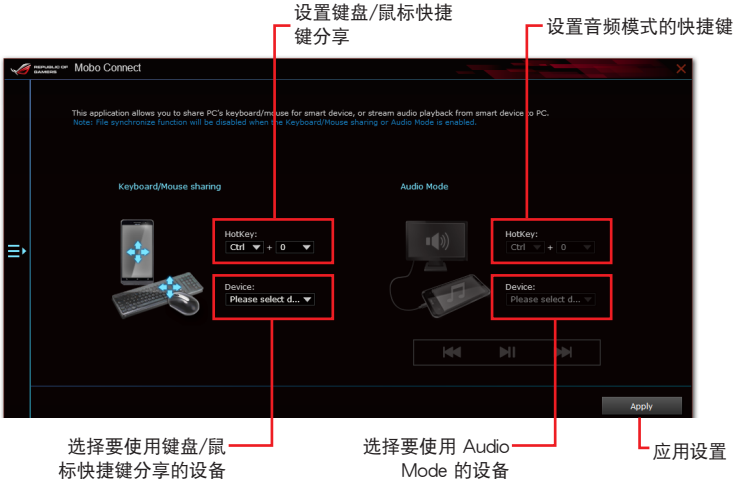 设置键盘/鼠标快捷
键分享
设置音频模式的快捷键
REPUBLIC OF
GAMERS
Mobo Connect
This application allows you to share PC's keyboard/mouse for smart device, or stream audio playback from smart device to PC.
Note: File synchronize function will be disabled when the Keyboard/Mouse sharing or Audio Mode is enabled.
Keyboard/Mouse sharing
Audio Mode
HotKey:
Ctrl + 0
HotKey:
Ctrl + 0
Device:
Please select d...
Device:
Please select d...
Apply
选择要使用键盘/鼠
标快捷键分享的设备
选择要使用 Audio
Mode 的设备
应用设置